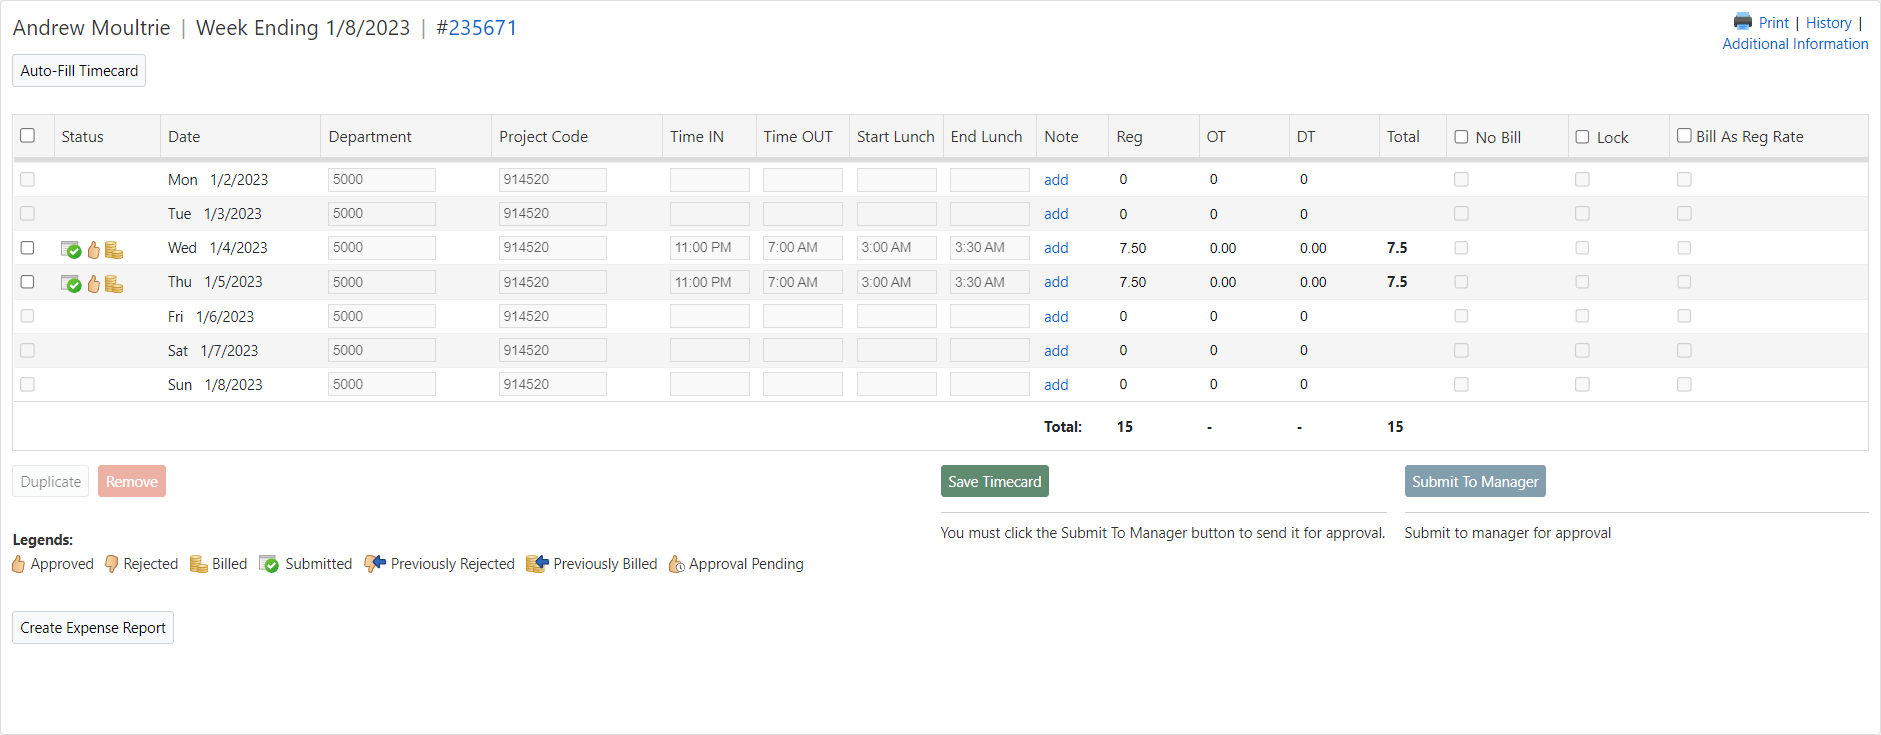 Andrew Moultrie | Week Ending 1/8/2023 | #235671
Print | History |
Additional Information
Auto-Fill Timecard
Status Date Department Project Code Time IN Time OUT Start Lunch End Lunch Note Reg OT DT Total No Bill Lock Bill As Reg Rate
Mon 1/2/2023 5000 914520 add 0 0 0
Tue 1/3/2023 5000 914520 add 0 0 0
Wed 1/4/2023 5000 914520 11:00 PM 7:00 AM 3:00 AM 3:30 AM add 7.50 0.00 0.00 7.5
Thu 1/5/2023 5000 914520 11:00 PM 7:00 AM 3:00 AM 3:30 AM add 7.50 0.00 0.00 7.5
Fri 1/6/2023 5000 914520 add 0 0 0
Sat 1/7/2023 5000 914520 add 0 0 0
Sun 1/8/2023 5000 914520 add 0 0 0
Total: 15 - - 15
Duplicate Remove Save Timecard Submit To Manager
You must click the Submit To Manager button to send it for approval. Submit to manager for approval
Legends:
Approved Rejected Billed Submitted Previously Rejected Previously Billed Approval Pending
Create Expense Report